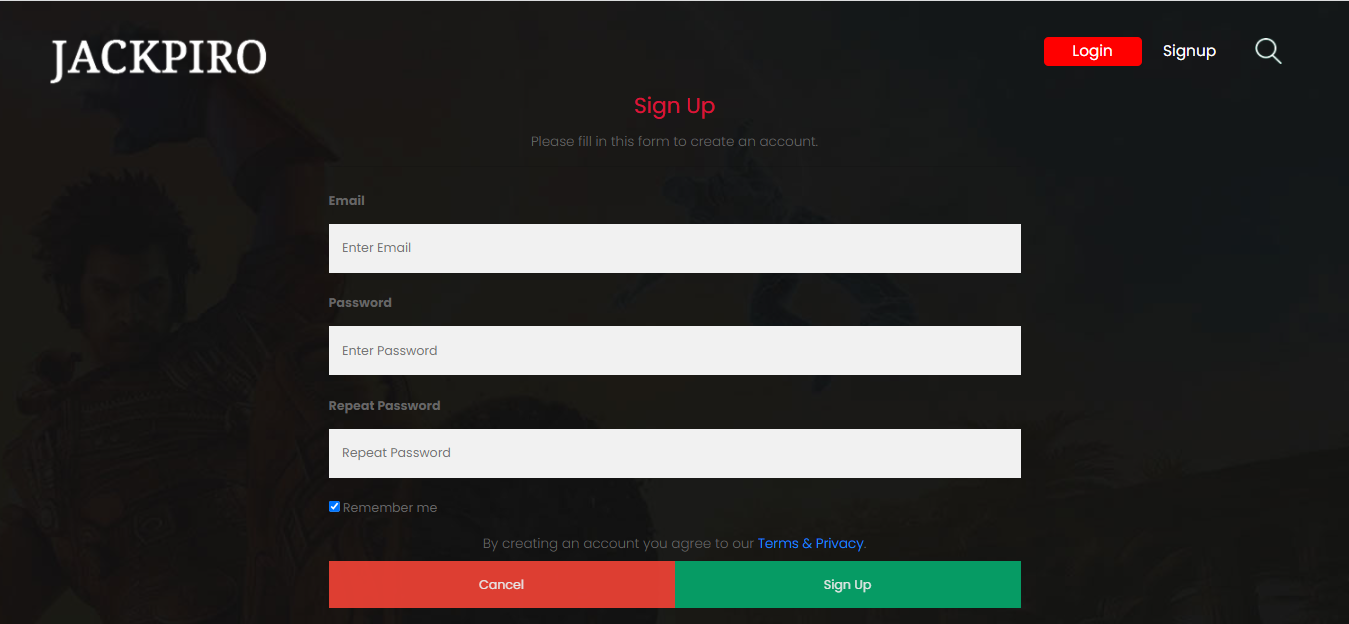 JACKPIRO
Login Signup
Sign Up
Please fill in this form to create an account.
Email
Enter Email
Password
Enter Password
Repeat Password
Repeat Password
Remember me
By creating an account you agree to our Terms & Privacy.
Cancel Sign Up